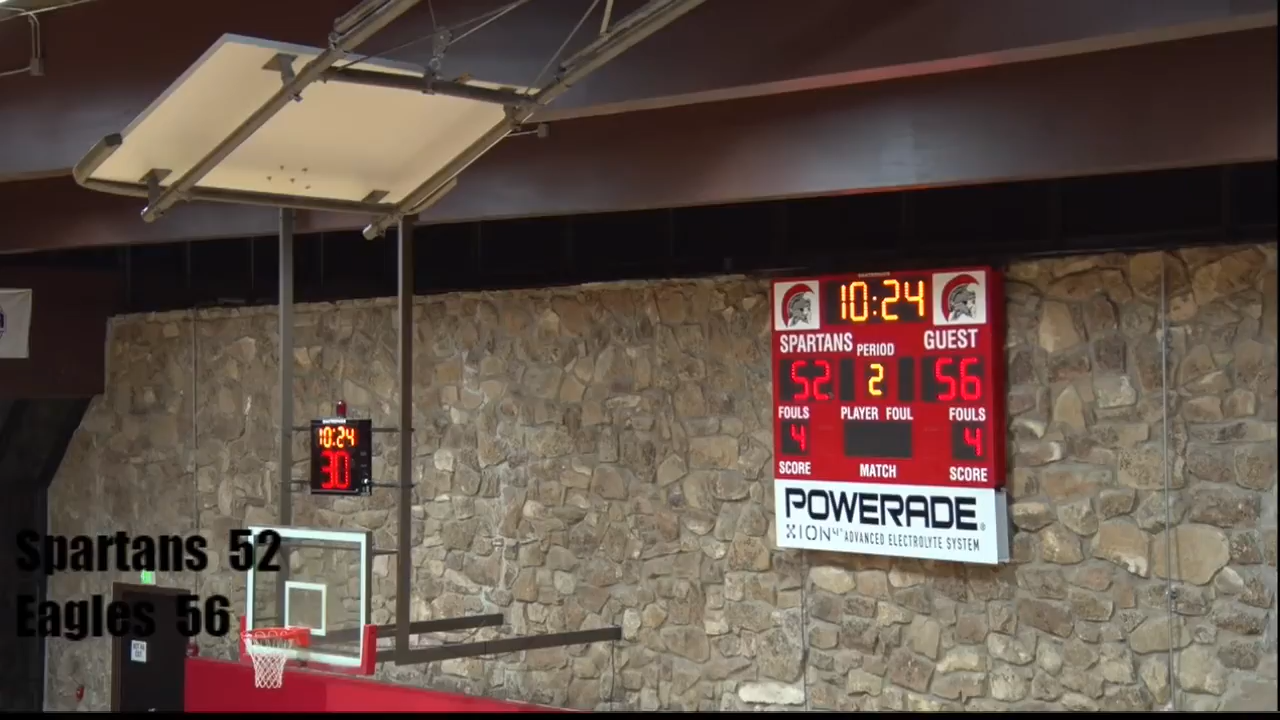 10:24
SPARTANS PERIOD GUEST
52 2 56
FOULS PLAYER FOUL FOULS
4 4
SCORE MATCH SCORE
POWERADE
XION4 ADVANCED ELECTROLYTE SYSTEM
10:24
30
Spartans 52
Eagles 56